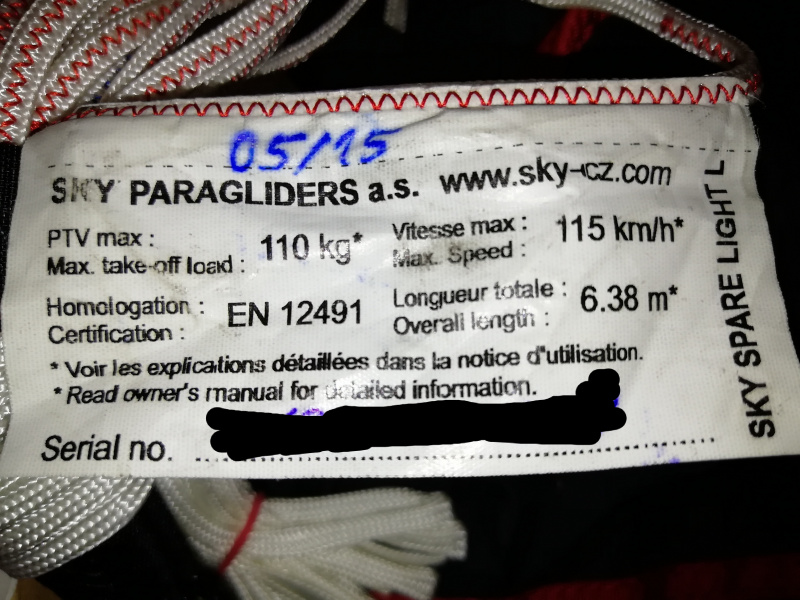 05/15
SKY PARAGLIDERS a.s. www.sky-cz.com
PTV max : 110 kg* Vitesse max : 115 km/h*
Max. take-off load : Max. Speed :
Homologation : EN 12491 Longueur totale : 6.38 m*
Certification : Overall length :
* Voir les explications détaillées dans la notice d'utilisation.
* Read owner's manual for detailed information.
Serial no.
SKY SPARE LIGHT L